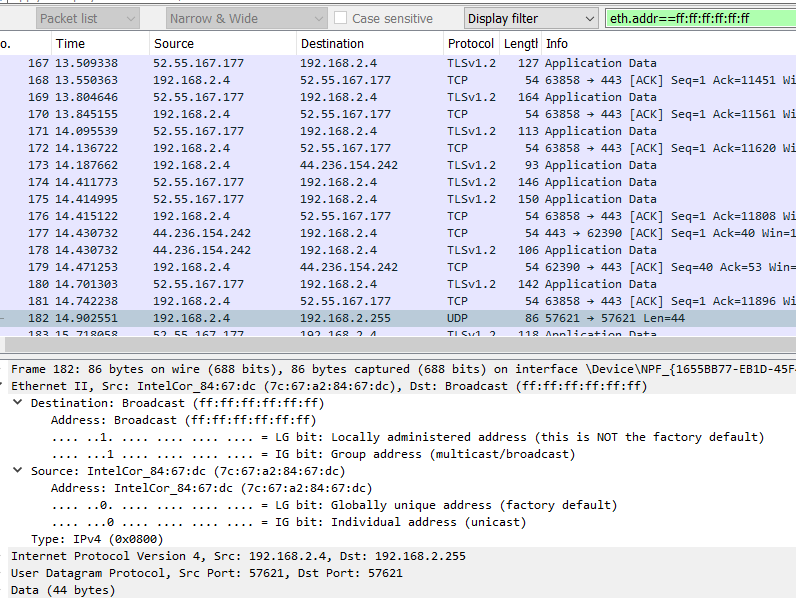 Packet list Narrow & Wide Case sensitive Display filter eth.addr==ff:ff:ff:ff:ff:ff
o. Time Source Destination Protocol Lengtl Info
167 13.509338 52.55.167.177 192.168.2.4 TLSv1.2 127 Application Data
168 13.550363 192.168.2.4 52.55.167.177 TCP 54 63858 → 443 [ACK] Seq=1 Ack=11451 Wi
169 13.804646 52.55.167.177 192.168.2.4 TLSv1.2 164 Application Data
170 13.845155 192.168.2.4 52.55.167.177 TCP 54 63858 → 443 [ACK] Seq=1 Ack=11561 Wi
171 14.095539 52.55.167.177 192.168.2.4 TLSv1.2 113 Application Data
172 14.136722 192.168.2.4 52.55.167.177 TCP 54 63858 → 443 [ACK] Seq=1 Ack=11620 Wi
173 14.187662 192.168.2.4 44.236.154.242 TLSv1.2 93 Application Data
174 14.411773 52.55.167.177 192.168.2.4 TLSv1.2 146 Application Data
175 14.414995 52.55.167.177 192.168.2.4 TLSv1.2 150 Application Data
176 14.415122 192.168.2.4 52.55.167.177 TCP 54 63858 → 443 [ACK] Seq=1 Ack=11808 Wi
177 14.430732 44.236.154.242 192.168.2.4 TCP 54 443 → 62390 [ACK] Seq=1 Ack=40 Win=1
178 14.430732 44.236.154.242 192.168.2.4 TLSv1.2 106 Application Data
179 14.471253 192.168.2.4 44.236.154.242 TCP 54 62390 → 443 [ACK] Seq=40 Ack=53 Win=
180 14.701303 52.55.167.177 192.168.2.4 TLSv1.2 142 Application Data
181 14.742238 192.168.2.4 52.55.167.177 TCP 54 63858 → 443 [ACK] Seq=1 Ack=11896 Wi
182 14.902551 192.168.2.4 192.168.2.255 UDP 86 57621 → 57621 Len=44
183 15.718058 52.55.167.177 192.168.2.4 TLSv1.2 118 Application Data
Frame 182: 86 bytes on wire (688 bits), 86 bytes captured (688 bits) on interface \Device\NPF_{1655BB77-EB1D-45F
Ethernet II, Src: IntelCor_84:67:dc (7c:67:a2:84:67:dc), Dst: Broadcast (ff:ff:ff:ff:ff:ff)
Destination: Broadcast (ff:ff:ff:ff:ff:ff)
Address: Broadcast (ff:ff:ff:ff:ff:ff)
.... ..1. .... .... .... .... = LG bit: Locally administered address (this is NOT the factory default)
.... ...1 .... .... .... .... = IG bit: Group address (multicast/broadcast)
Source: IntelCor_84:67:dc (7c:67:a2:84:67:dc)
Address: IntelCor_84:67:dc (7c:67:a2:84:67:dc)
.... ..0. .... .... .... .... = LG bit: Globally unique address (factory default)
.... ...0 .... .... .... .... = IG bit: Individual address (unicast)
Type: IPv4 (0x0800)
Internet Protocol Version 4, Src: 192.168.2.4, Dst: 192.168.2.255
User Datagram Protocol, Src Port: 57621, Dst Port: 57621
Data (44 bytes)